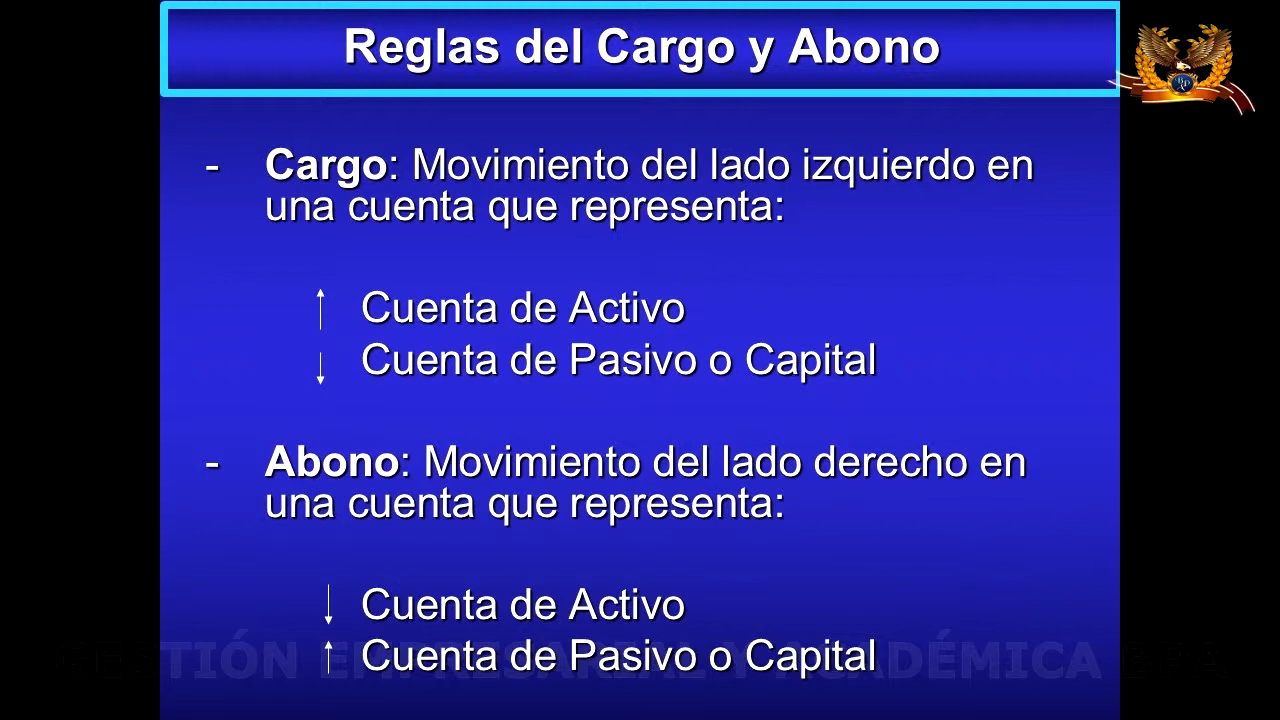 Reglas del Cargo y Abono
- Cargo: Movimiento del lado izquierdo en
una cuenta que representa:
↑ Cuenta de Activo
↓ Cuenta de Pasivo o Capital
- Abono: Movimiento del lado derecho en
una cuenta que representa:
↓ Cuenta de Activo
↑ Cuenta de Pasivo o Capital